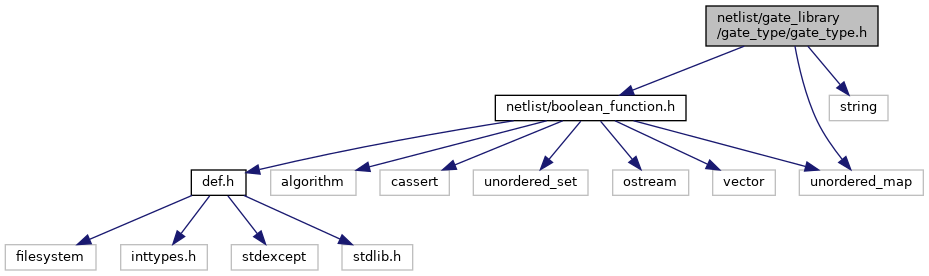 netlist/gate_library
/gate_type/gate_type.h
netlist/boolean_function.h
string
def.h
algorithm
cassert
unordered_set
ostream
vector
unordered_map
filesystem
inttypes.h
stdexcept
stdlib.h